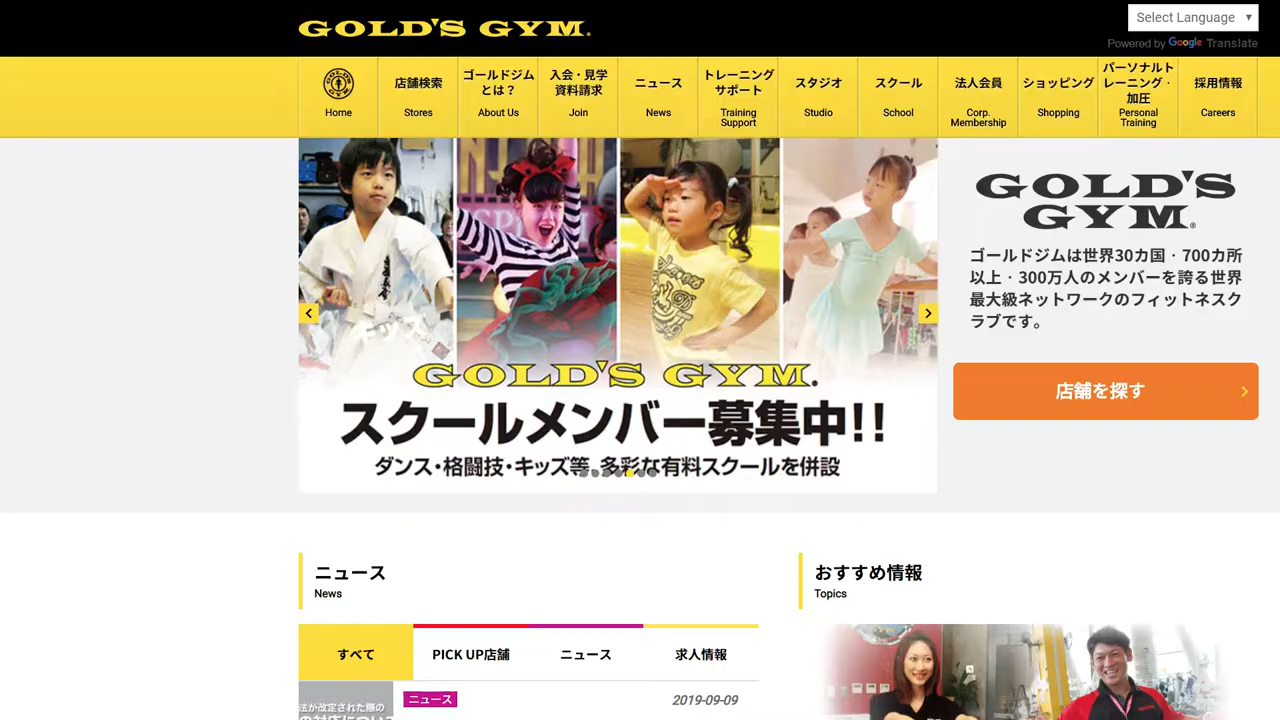 GOLD'S GYM.
Select Language ▼
Powered by Google Translate
GOLD'S GYM
Home
店舗検索
Stores
ゴールドジム
とは？
About Us
入会・見学
資料請求
Join
ニュース
News
トレーニング
サポート
Training
Support
スタジオ
Studio
スクール
School
法人会員
Corp.
Membership
ショッピング
Shopping
パーソナルト
レーニング・
加圧
Personal
Training
採用情報
Careers
GOLD'S GYM.
スクールメンバー募集中!!
ダンス・格闘技・キッズ等、多彩な有料スクールを併設
GOLD'S
GYM®
ゴールドジムは世界30カ国・700カ所
以上・300万人のメンバーを誇る世界
最大級ネットワークのフィットネスク
ラブです。
店舗を探す
ニュース
News
すべて
PICK UP店舗
ニュース
求人情報
法が改定された際の
ニュース
2019-09-09
おすすめ情報
Topics